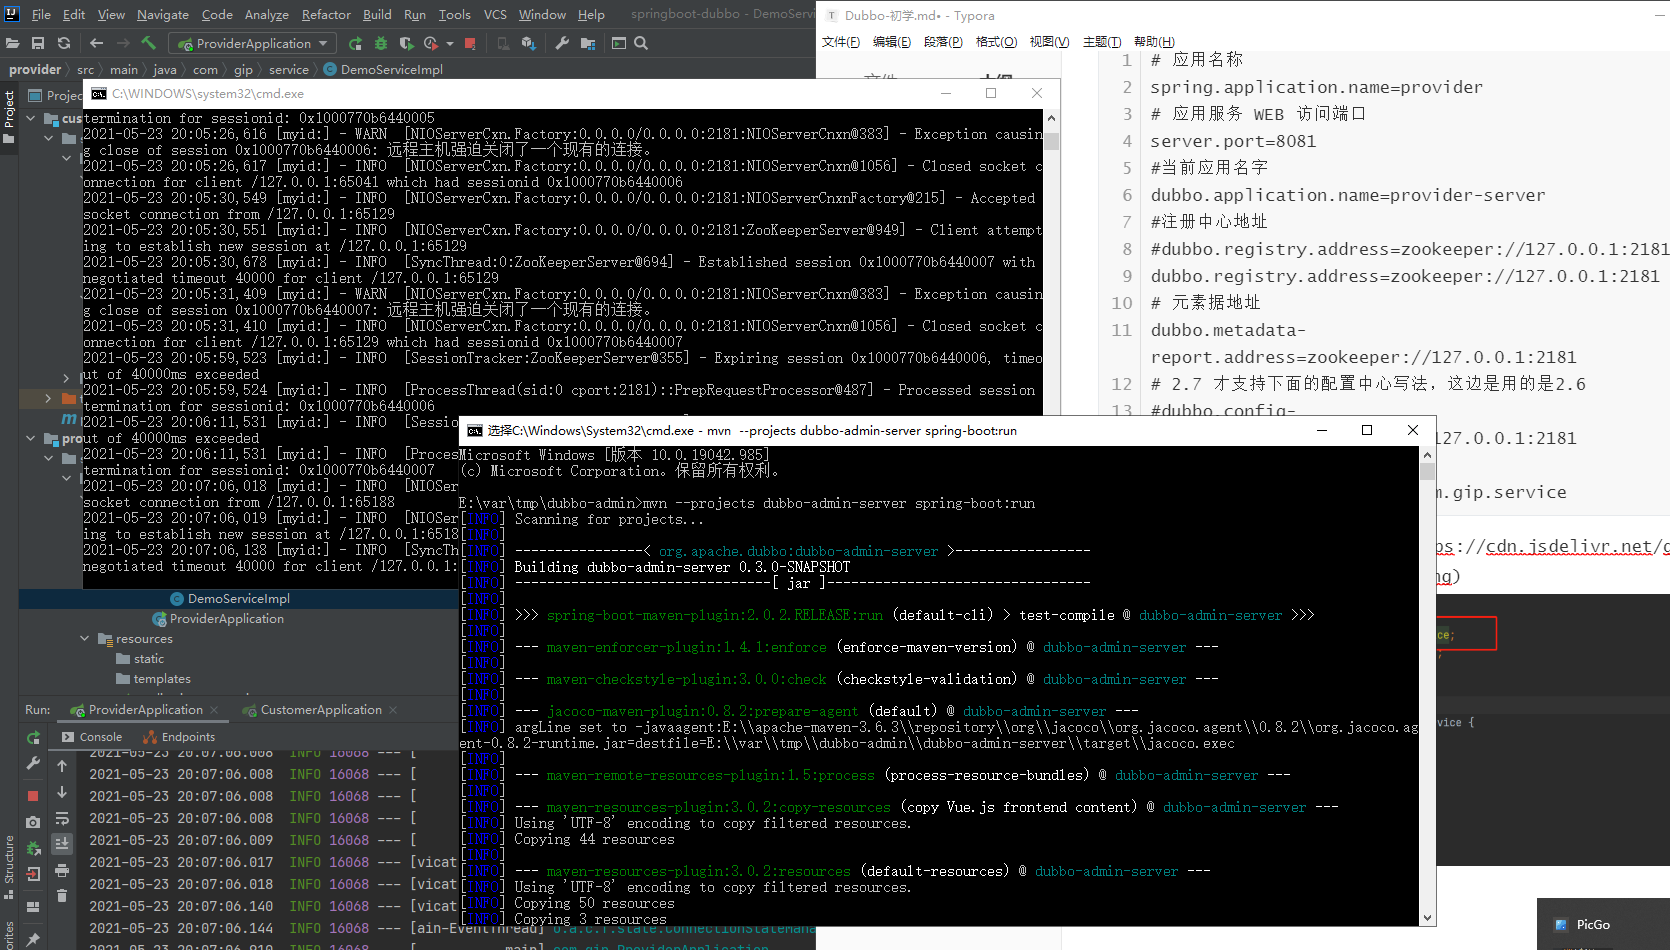 File Edit View Navigate Code Analyze Refactor Build Run Tools VCS Window Help springboot-dubbo - DemoServi
ProviderApplication
provider src main java com gip service DemoServiceImpl
Project
Projec
cus
C:\WINDOWS\system32\cmd.exe
termination for sessionid: 0x1000770b6440005
2021-05-23 20:05:26,616 [myid:] - WARN  [NIOServerCxn.Factory:0.0.0.0/0.0.0.0:2181:NIOServerCnxn@383] - Exception causin
g close of session 0x1000770b6440006: 远程主机强迫关闭了一个现有的连接。
2021-05-23 20:05:26,617 [myid:] - INFO  [NIOServerCxn.Factory:0.0.0.0/0.0.0.0:2181:NIOServerCnxn@1056] - Closed socket c
onnection for client /127.0.0.1:65041 which had sessionid 0x1000770b6440006
2021-05-23 20:05:30,549 [myid:] - INFO  [NIOServerCxn.Factory:0.0.0.0/0.0.0.0:2181:NIOServerCnxnFactory@215] - Accepted
socket connection from /127.0.0.1:65129
2021-05-23 20:05:30,551 [myid:] - INFO  [NIOServerCxn.Factory:0.0.0.0/0.0.0.0:2181:ZooKeeperServer@949] - Client attempt
ing to establish new session at /127.0.0.1:65129
2021-05-23 20:05:30,678 [myid:] - INFO  [SyncThread:0:ZooKeeperServer@694] - Established session 0x1000770b6440007 with
negotiated timeout 40000 for client /127.0.0.1:65129
2021-05-23 20:05:31,409 [myid:] - WARN  [NIOServerCxn.Factory:0.0.0.0/0.0.0.0:2181:NIOServerCnxn@383] - Exception causin
g close of session 0x1000770b6440007: 远程主机强迫关闭了一个现有的连接。
2021-05-23 20:05:31,410 [myid:] - INFO  [NIOServerCxn.Factory:0.0.0.0/0.0.0.0:2181:NIOServerCnxn@1056] - Closed socket c
onnection for client /127.0.0.1:65129 which had sessionid 0x1000770b6440007
2021-05-23 20:05:59,523 [myid:] - INFO  [SessionTracker:ZooKeeperServer@355] - Expiring session 0x1000770b6440006, timeo
ut of 40000ms exceeded
2021-05-23 20:05:59,524 [myid:] - INFO  [ProcessThread(sid:0 cport:2181)::PrepRequestProcessor@487] - Processed session
termination for sessionid: 0x1000770b6440006
2021-05-23 20:06:11,531 [myid:] - INFO  [Sessio
ut of 40000ms exceeded
2021-05-23 20:06:11,531 [myid:] - INFO  [Proces
termination for sessionid: 0x1000770b6440007
2021-05-23 20:07:06,018 [myid:] - INFO  [NIOSer
socket connection from /127.0.0.1:65188
2021-05-23 20:07:06,019 [myid:] - INFO  [NIOSer
ing to establish new session at /127.0.0.1:6518
2021-05-23 20:07:06,138 [myid:] - INFO  [SyncTh
negotiated timeout 40000 for client /127.0.0.1:
pro
DemoServiceImpl
ProviderApplication
resources
static
templates
Run: ProviderApplication CustomerApplication
Console Endpoints
2021-05-23 20:07:06.008  INFO 16068 --- [
2021-05-23 20:07:06.008  INFO 16068 --- [
2021-05-23 20:07:06.008  INFO 16068 --- [
2021-05-23 20:07:06.008  INFO 16068 --- [
2021-05-23 20:07:06.009  INFO 16068 --- [
2021-05-23 20:07:06.017  INFO 16068 --- [vicat
2021-05-23 20:07:06.018  INFO 16068 --- [vicat
2021-05-23 20:07:06.140  INFO 16068 --- [vicat
2021-05-23 20:07:06.144  INFO 16068 --- [ain-EventThread] o.a.c.f.state.ConnectionStateMana
2021-05-23 20:07:06.910  INFO 16068 --- [           main] com.gip.ProviderApplication
Structure
选择C:\Windows\System32\cmd.exe - mvn  --projects dubbo-admin-server spring-boot:run
Microsoft Windows [版本 10.0.19042.985]
(c) Microsoft Corporation。保留所有权利。
E:\var\tmp\dubbo-admin>mvn --projects dubbo-admin-server spring-boot:run
[INFO] Scanning for projects...
[INFO]
[INFO] ----------------< org.apache.dubbo:dubbo-admin-server >-----------------
[INFO] Building dubbo-admin-server 0.3.0-SNAPSHOT
[INFO] --------------------------------[ jar ]---------------------------------
[INFO]
[INFO] >>> spring-boot-maven-plugin:2.0.2.RELEASE:run (default-cli) > test-compile @ dubbo-admin-server >>>
[INFO]
[INFO] --- maven-enforcer-plugin:1.4.1:enforce (enforce-maven-version) @ dubbo-admin-server ---
[INFO]
[INFO] --- maven-checkstyle-plugin:3.0.0:check (checkstyle-validation) @ dubbo-admin-server ---
[INFO]
[INFO] --- jacoco-maven-plugin:0.8.2:prepare-agent (default) @ dubbo-admin-server ---
[INFO] argLine set to -javaagent:E:\\apache-maven-3.6.3\\repository\\org\\jacoco\\org.jacoco.agent\\0.8.2\\org.jacoco.ag
ent-0.8.2-runtime.jar=destfile=E:\\var\\tmp\\dubbo-admin\\dubbo-admin-server\\target\\jacoco.exec
[INFO]
[INFO] --- maven-remote-resources-plugin:1.5:process (process-resource-bundles) @ dubbo-admin-server ---
[INFO]
[INFO] --- maven-resources-plugin:3.0.2:copy-resources (copy Vue.js frontend content) @ dubbo-admin-server ---
[INFO] Using 'UTF-8' encoding to copy filtered resources.
[INFO] Copying 44 resources
[INFO]
[INFO] --- maven-resources-plugin:3.0.2:resources (default-resources) @ dubbo-admin-server ---
[INFO] Using 'UTF-8' encoding to copy filtered resources.
[INFO] Copying 50 resources
[INFO] Copying 3 resources
Dubbo-初学.md• - Typora
文件(F) 编辑(E) 段落(P) 格式(O) 视图(V) 主题(T) 帮助(H)
1 # 应用名称
2 spring.application.name=provider
3 # 应用服务 WEB 访问端口
4 server.port=8081
5 #当前应用名字
6 dubbo.application.name=provider-server
7 #注册中心地址
8 #dubbo.registry.address=zookeeper://127.0.0.1:2181
9 dubbo.registry.address=zookeeper://127.0.0.1:2181
10 # 元素据地址
11 dubbo.metadata-
report.address=zookeeper://127.0.0.1:2181
12 # 2.7 才支持下面的配置中心写法，这边是用的是2.6
13 #dubbo.config-
127.0.0.1:2181
m.gip.service
ps://cdn.jsdelivr.net/
ng)
ce;
vice {
PicGo